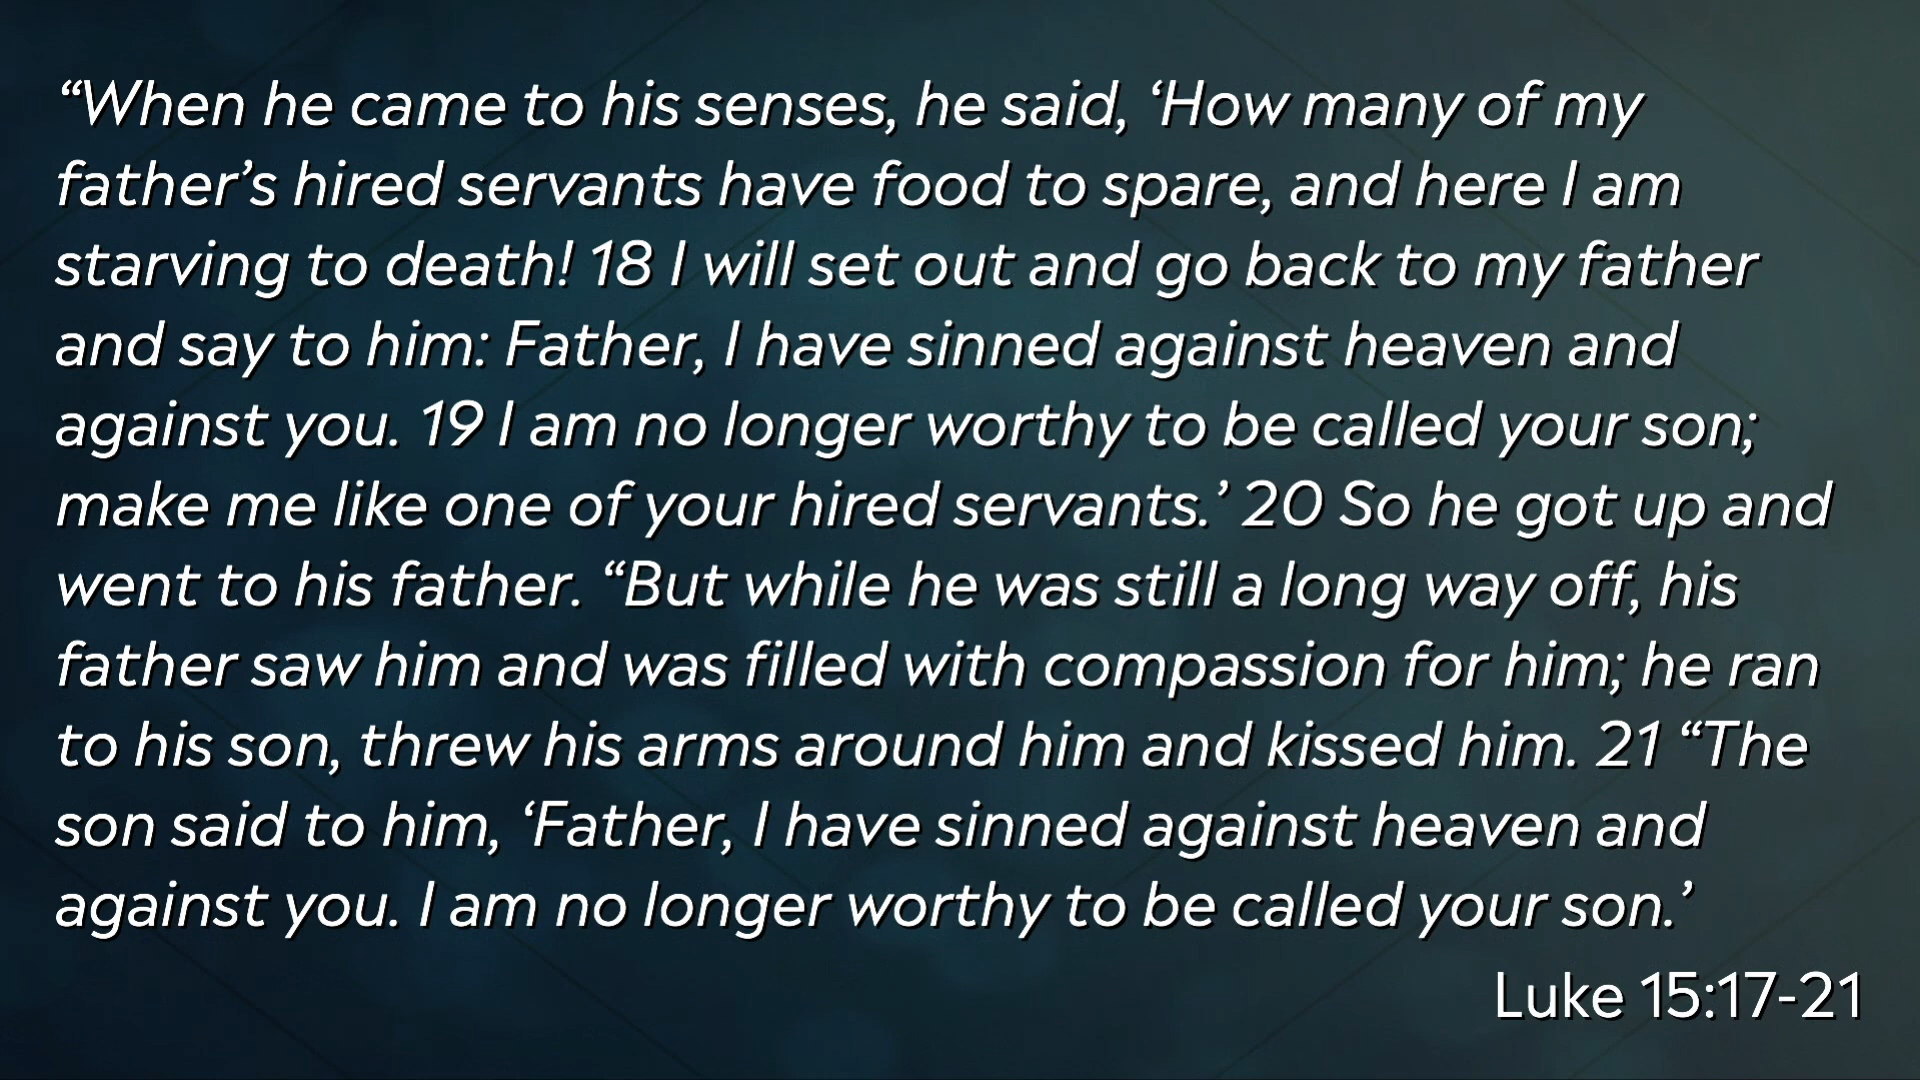 “When he came to his senses, he said, ‘How many of my
father’s hired servants have food to spare, and here I am
starving to death! 18 I will set out and go back to my father
and say to him: Father, I have sinned against heaven and
against you. 19 I am no longer worthy to be called your son;
make me like one of your hired servants.’ 20 So he got up and
went to his father. “But while he was still a long way off, his
father saw him and was filled with compassion for him; he ran
to his son, threw his arms around him and kissed him. 21 “The
son said to him, ‘Father, I have sinned against heaven and
against you. I am no longer worthy to be called your son.’
Luke 15:17-21